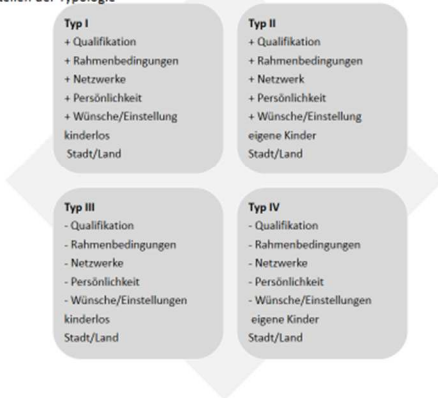 der Typologie
Typ I
+ Qualifikation
+ Rahmenbedingungen
+ Netzwerke
+ Persönlichkeit
+ Wünsche/Einstellung
kinderlos
Stadt/Land
Typ II
+ Qualifikation
+ Rahmenbedingungen
+ Netzwerk
+ Persönlichkeit
+ Wünsche/Einstellung
eigene Kinder
Stadt/Land
Typ III
- Qualifikation
- Rahmenbedingungen
- Netzwerke
- Persönlichkeit
- Wünsche/Einstellungen
kinderlos
Stadt/Land
Typ IV
- Qualifikation
- Rahmenbedingungen
- Netzwerke
- Persönlichkeit
- Wünsche/Einstellungen
eigene Kinder
Stadt/Land